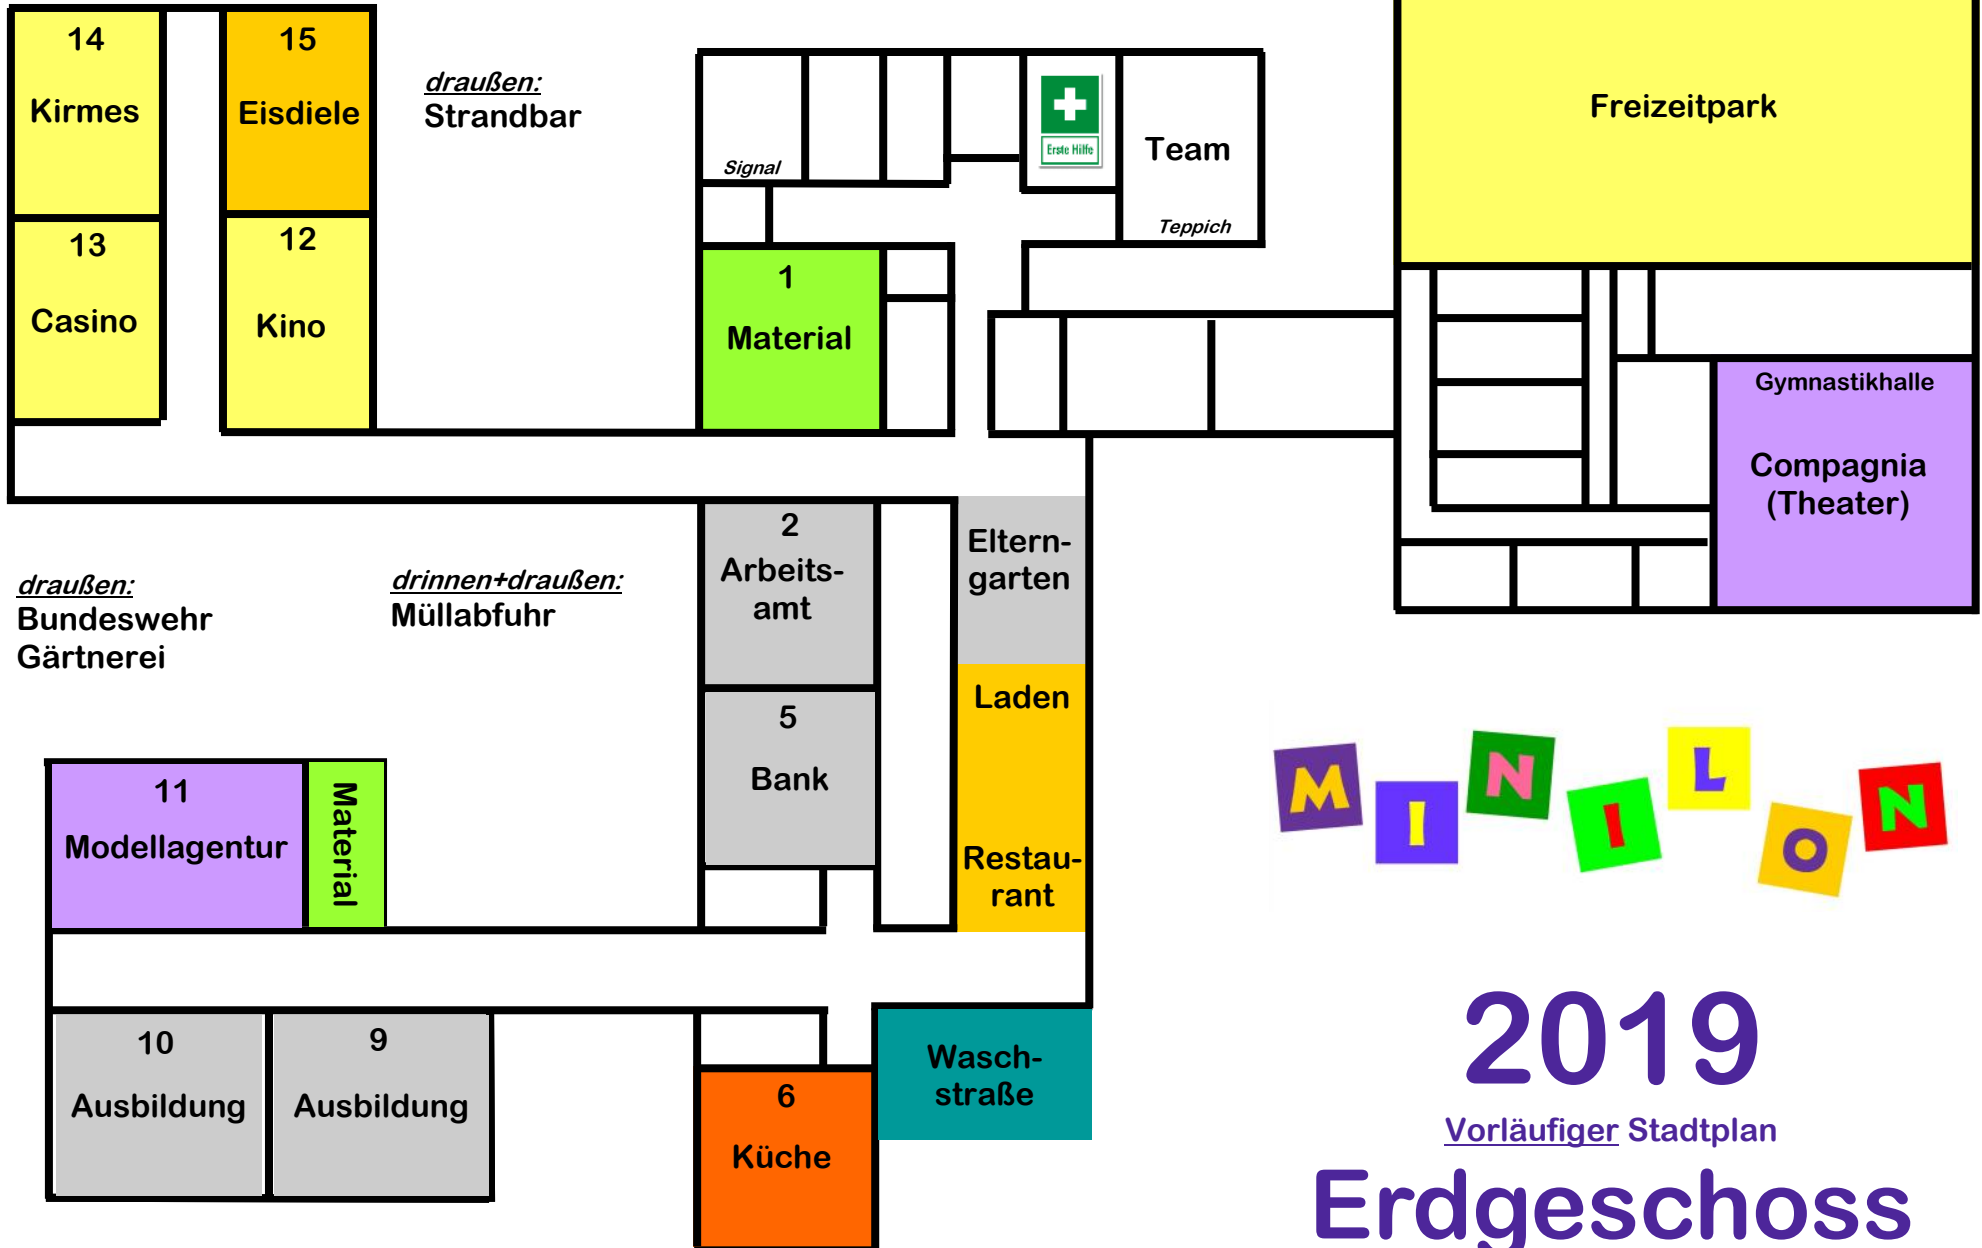 14
Kirmes
15
Eisdiele
draußen:
Strandbar
Signal
Erste Hilfe
Team
Teppich
Freizeitpark
13
Casino
12
Kino
1
Material
Gymnastikhalle
Compagnia
(Theater)
2
Arbeits-
amt
Eltern-
garten
draußen:
Bundeswehr
Gärtnerei
drinnen+draußen:
Müllabfuhr
5
Bank
Laden
Restau-
rant
11
Modellagentur
Material
MINILON
10
Ausbildung
9
Ausbildung
6
Küche
Wasch-
straße
2019
Vorläufiger Stadtplan
Erdgeschoss